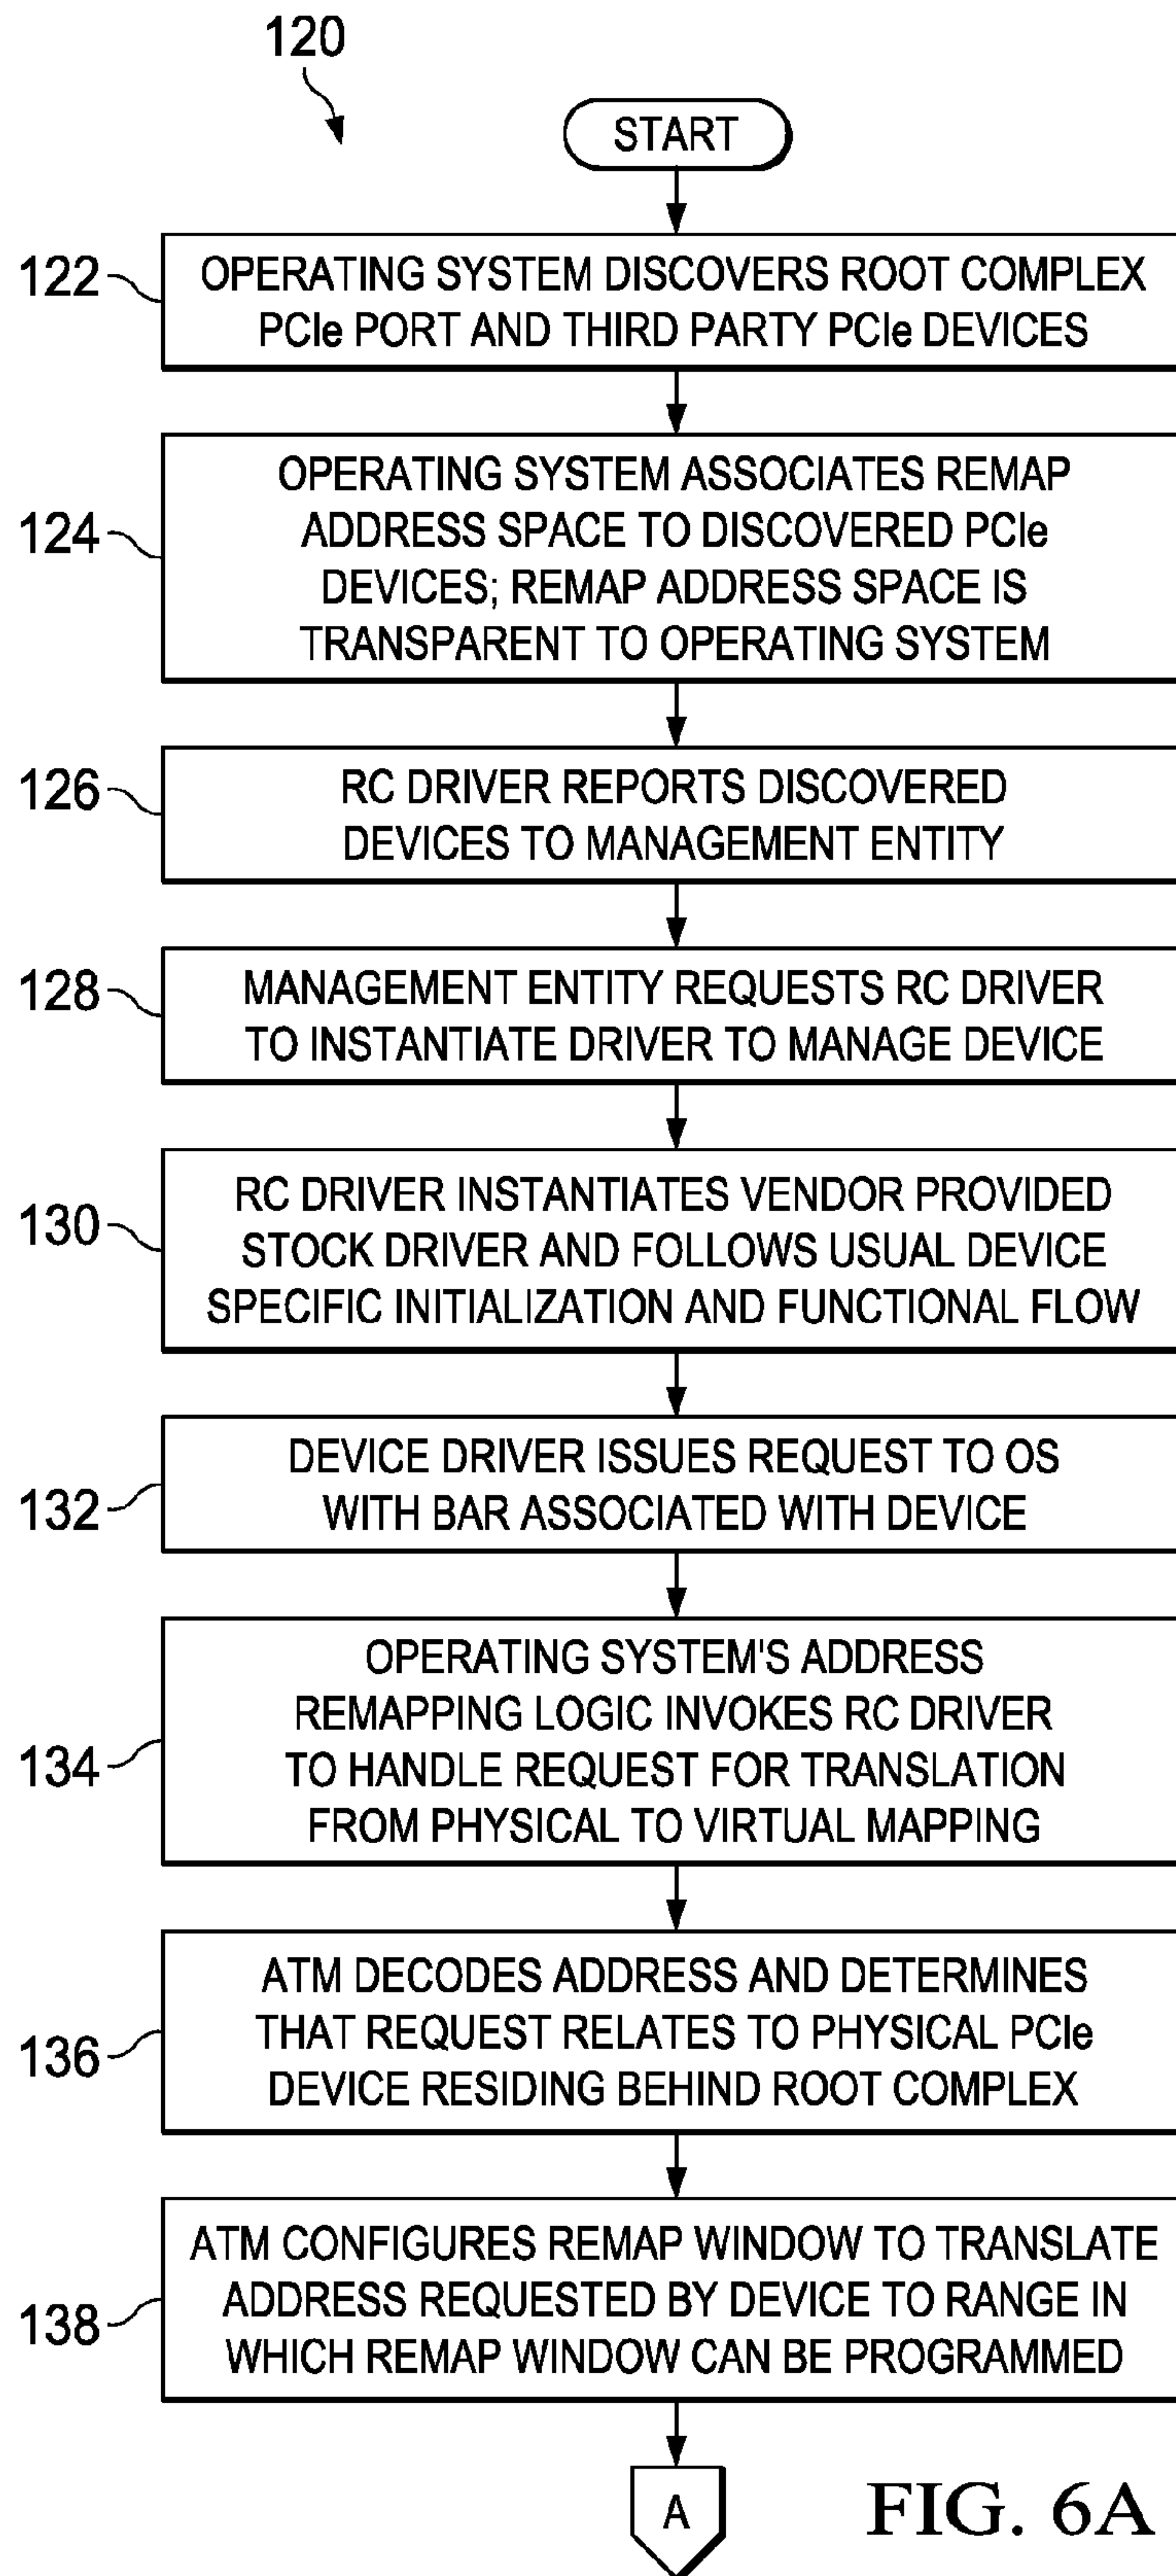 120
START
122
OPERATING SYSTEM DISCOVERS ROOT COMPLEX
PCIe PORT AND THIRD PARTY PCIe DEVICES
124
OPERATING SYSTEM ASSOCIATES REMAP
ADDRESS SPACE TO DISCOVERED PCIe
DEVICES; REMAP ADDRESS SPACE IS
TRANSPARENT TO OPERATING SYSTEM
126
RC DRIVER REPORTS DISCOVERED
DEVICES TO MANAGEMENT ENTITY
128
MANAGEMENT ENTITY REQUESTS RC DRIVER
TO INSTANTIATE DRIVER TO MANAGE DEVICE
130
RC DRIVER INSTANTIATES VENDOR PROVIDED
STOCK DRIVER AND FOLLOWS USUAL DEVICE
SPECIFIC INITIALIZATION AND FUNCTIONAL FLOW
132
DEVICE DRIVER ISSUES REQUEST TO OS
WITH BAR ASSOCIATED WITH DEVICE
134
OPERATING SYSTEM'S ADDRESS
REMAPPING LOGIC INVOKES RC DRIVER
TO HANDLE REQUEST FOR TRANSLATION
FROM PHYSICAL TO VIRTUAL MAPPING
136
ATM DECODES ADDRESS AND DETERMINES
THAT REQUEST RELATES TO PHYSICAL PCIe
DEVICE RESIDING BEHIND ROOT COMPLEX
138
ATM CONFIGURES REMAP WINDOW TO TRANSLATE
ADDRESS REQUESTED BY DEVICE TO RANGE IN
WHICH REMAP WINDOW CAN BE PROGRAMMED
A
FIG. 6A